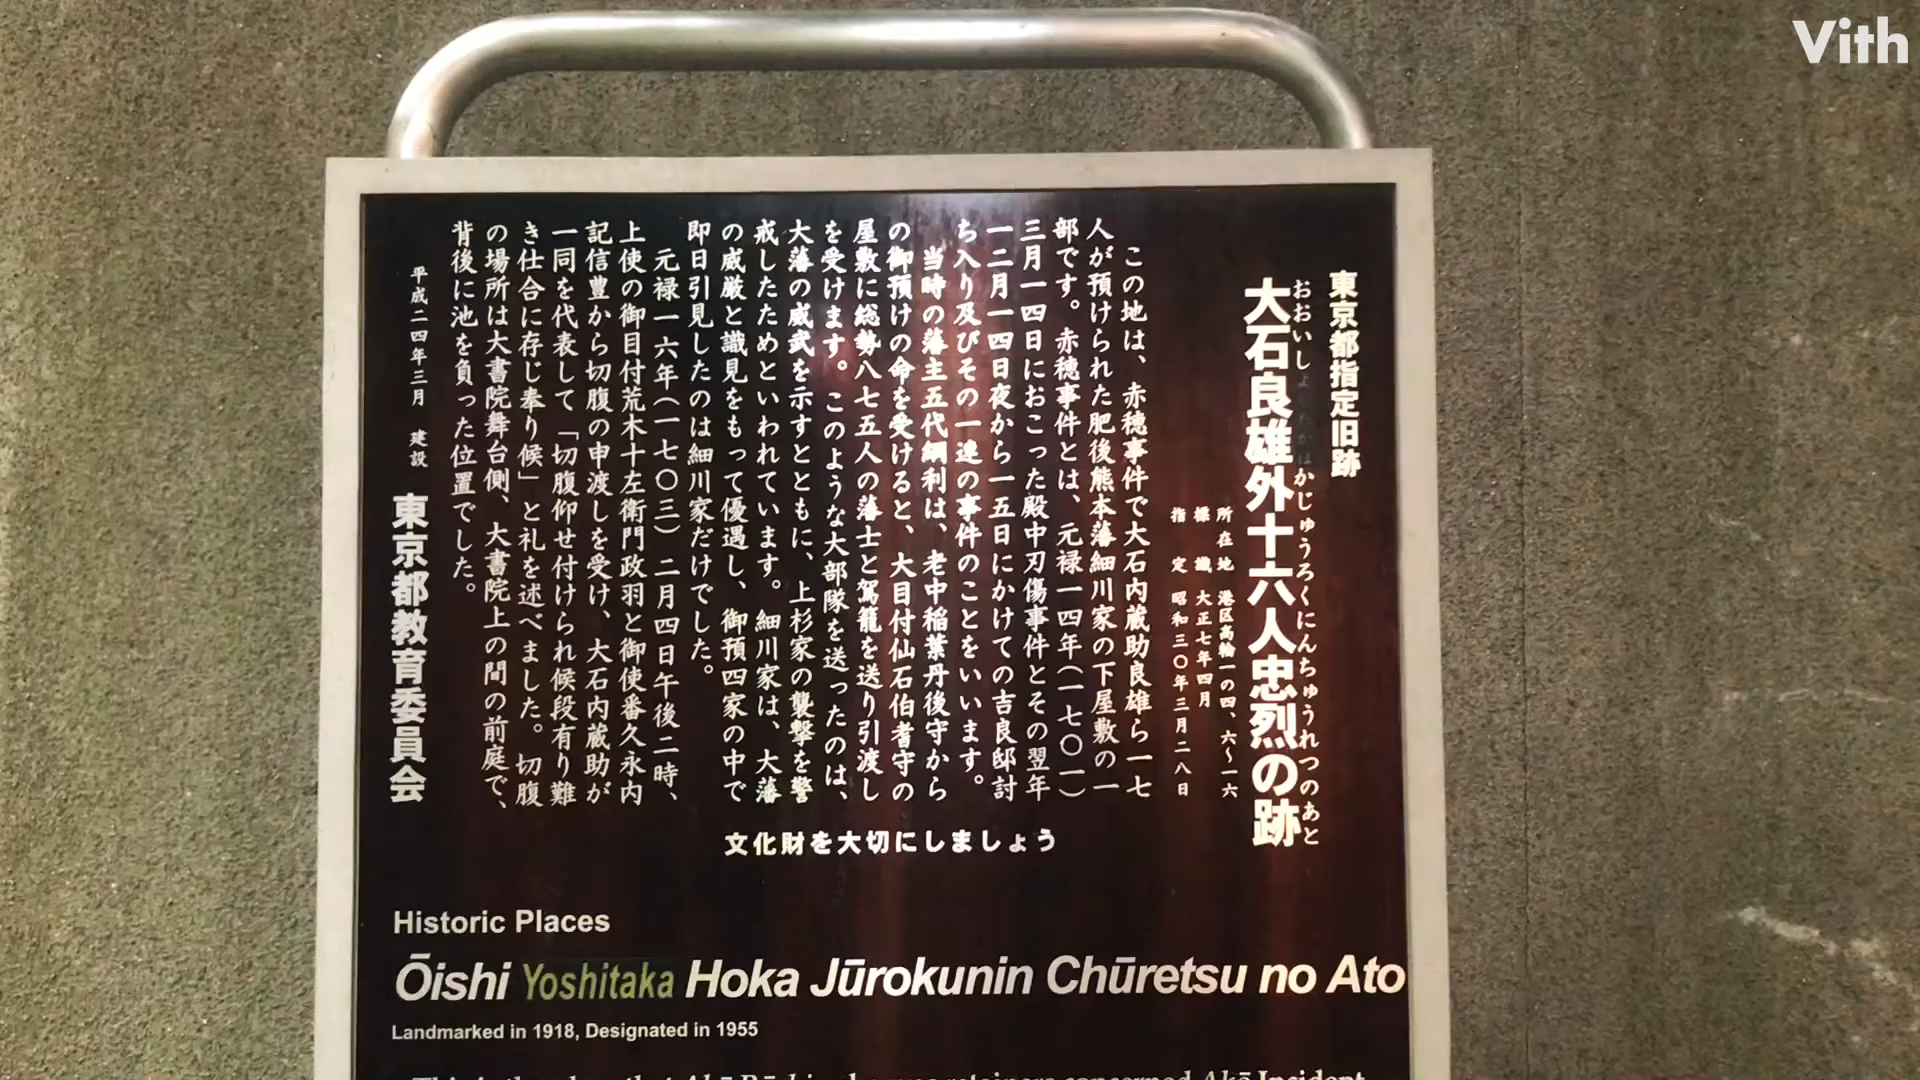 Vith
東京都指定旧跡
おおいし
かじゅうろくにんちゅうれつのあと
大石良雄外十六人忠烈の跡
所在地 港区高輪一の四、六~一六
標識 大正七年四月
指定 昭和三〇年三月二八日
この地は、赤穂事件で大石内蔵助良雄ら一七
人が預けられた肥後熊本藩細川家の下屋敷の一
部です。赤穂事件とは、元禄一四年(一七〇一)
三月一四日におこった殿中刃傷事件とその翌年
一二月一四日夜から一五日にかけての吉良邸討
ち入り及びその一連の事件のことをいいます。
当時の藩主五代綱利は、老中稲葉丹後守から
の御預けの命を受けると、大目付仙石伯耆守の
屋敷に総勢八七五人の藩士と駕籠を送り引渡し
を受けます。このような大部隊を送ったのは、
大藩の威武を示すとともに、上杉家の襲撃を警
戒したためといわれています。細川家は、大藩
の威厳と識見をもって優遇し、御預四家の中で
即日引見したのは細川家だけでした。
元禄一六年(一七〇三)二月四日午後二時、
上使の御目付荒木十左衛門政羽と御使番久永内
記信豊から切腹の申渡しを受け、大石内蔵助が
一同を代表して「切腹仰せ付けられ候段有り難
き仕合に存じ奉り候」と礼を述べました。切腹
の場所は大書院舞台側、大書院上の間の前庭で、
背後に池を負った位置でした。
平成二四年三月 建設
東京都教育委員会
文化財を大切にしましょう
Historic Places
Ōishi Yoshitaka Hoka Jūrokunin Chūretsu no Ato
Landmarked in 1918, Designated in 1955